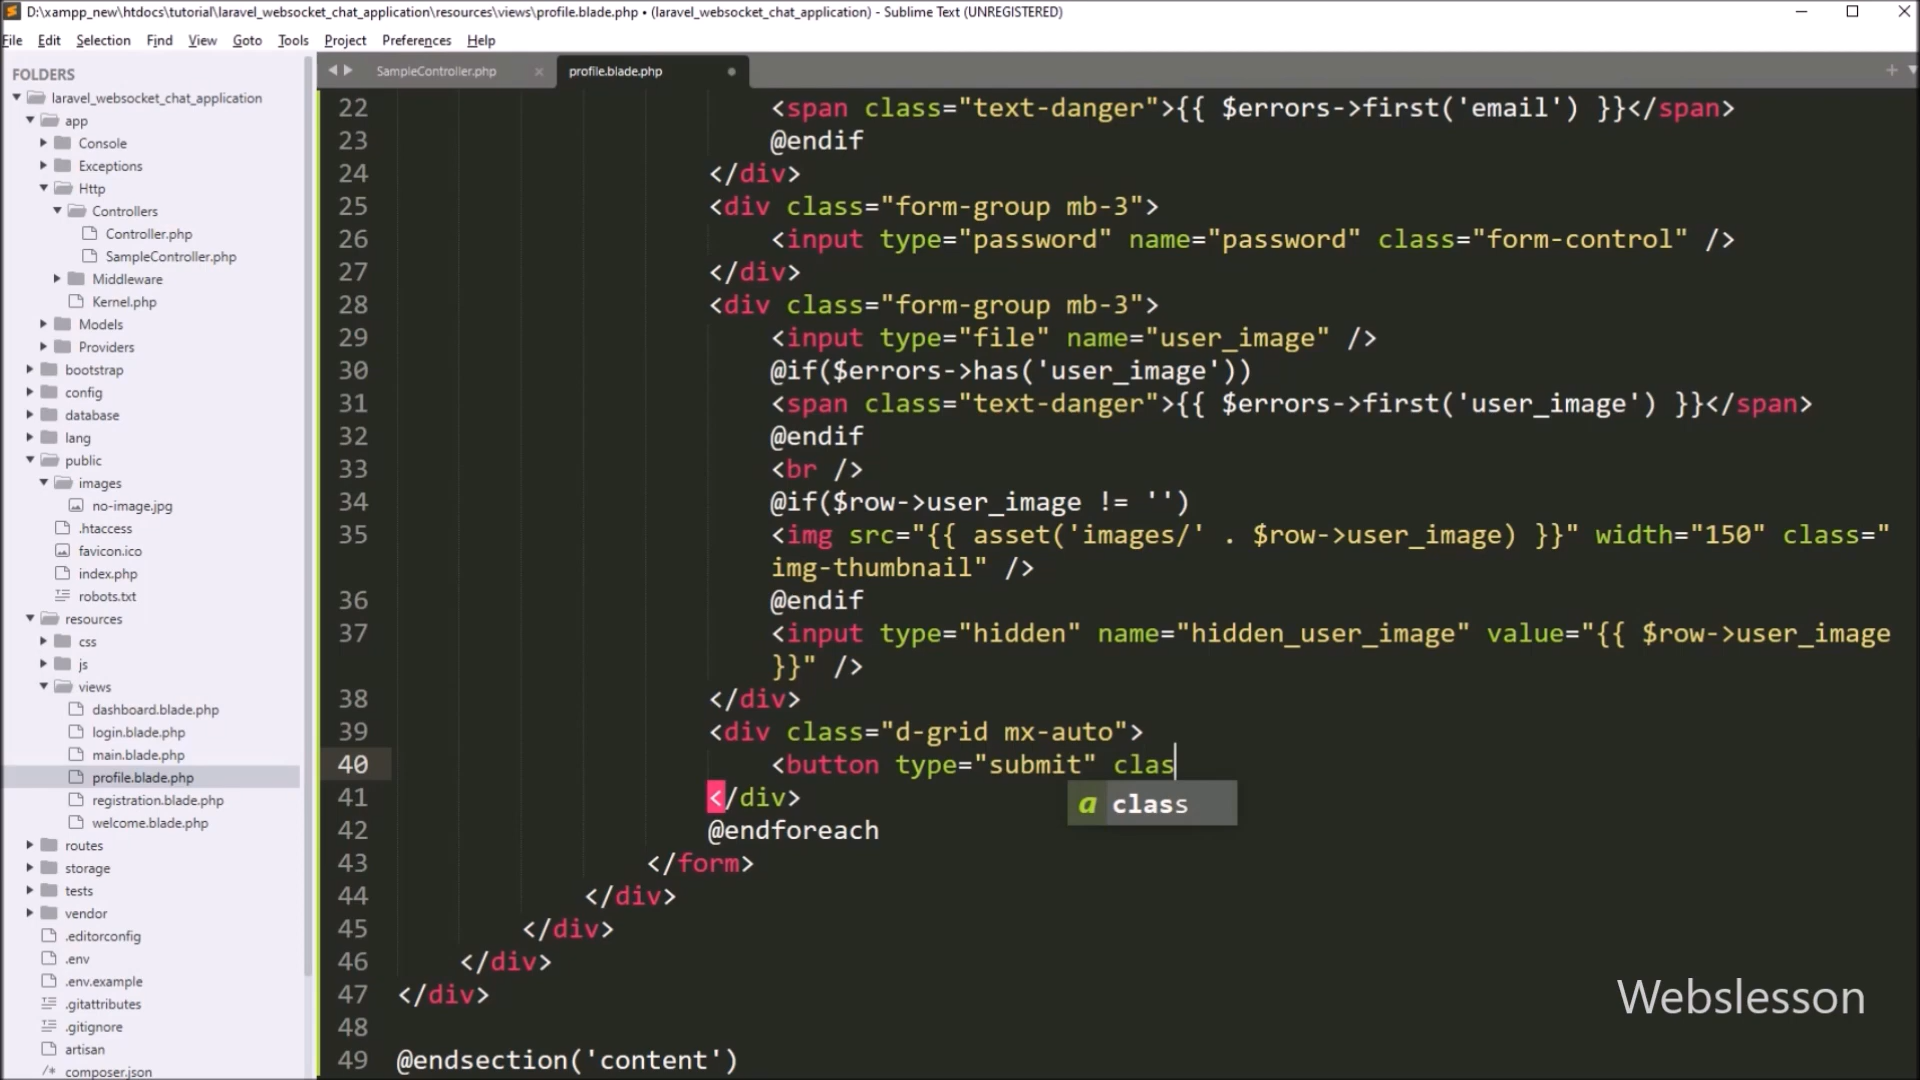 D:\xampp_new\htdocs\tutorial\laravel_websocket_chat_application\resources\views\profile.blade.php • (laravel_websocket_chat_application) - Sublime Text (UNREGISTERED)
File Edit Selection Find View Goto Tools Project Preferences Help
FOLDERS
laravel_websocket_chat_application
app
Console
Exceptions
Http
Controllers
Controller.php
SampleController.php
Middleware
Kernel.php
Models
Providers
bootstrap
config
database
lang
public
images
no-image.jpg
.htaccess
favicon.ico
index.php
robots.txt
resources
css
js
views
dashboard.blade.php
login.blade.php
main.blade.php
profile.blade.php
registration.blade.php
welcome.blade.php
routes
storage
tests
vendor
.editorconfig
.env
.env.example
.gitattributes
.gitignore
artisan
composer.json
SampleController.php × profile.blade.php
22 <span class="text-danger">{{ $errors->first('email') }}</span>
23 @endif
24 </div>
25 <div class="form-group mb-3">
26 <input type="password" name="password" class="form-control" />
27 </div>
28 <div class="form-group mb-3">
29 <input type="file" name="user_image" />
30 @if($errors->has('user_image'))
31 <span class="text-danger">{{ $errors->first('user_image') }}</span>
32 @endif
33 <br />
34 @if($row->user_image != '')
35 <img src="{{ asset('images/' . $row->user_image) }}" width="150" class="
img-thumbnail" />
36 @endif
37 <input type="hidden" name="hidden_user_image" value="{{ $row->user_image
}}" />
38 </div>
39 <div class="d-grid mx-auto">
40 <button type="submit" clas
41 </div>
a class
42 @endforeach
43 </form>
44 </div>
45 </div>
46 </div>
47 </div>
48
49 @endsection('content')
Webslesson